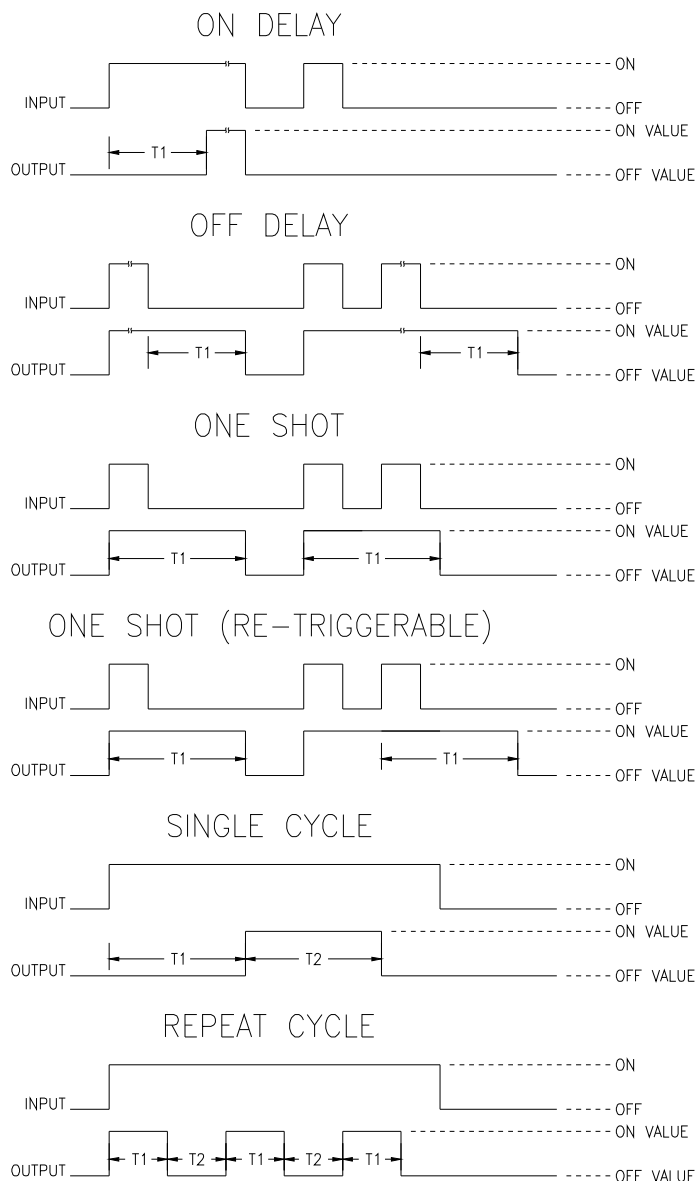 ON DELAY
ON
INPUT
OFF
ON VALUE
T1
OUTPUT
OFF VALUE
OFF DELAY
ON
INPUT
OFF
ON VALUE
T1 T1
OUTPUT
OFF VALUE
ONE SHOT
ON
INPUT
OFF
ON VALUE
T1 T1
OUTPUT
OFF VALUE
ONE SHOT (RE-TRIGGERABLE)
ON
INPUT
OFF
ON VALUE
T1 T1
OUTPUT
OFF VALUE
SINGLE CYCLE
ON
INPUT
OFF
ON VALUE
T1 T2
OUTPUT
OFF VALUE
REPEAT CYCLE
ON
INPUT
OFF
ON VALUE
T1 T2 T1 T2 T1
OUTPUT
OFF VALUE